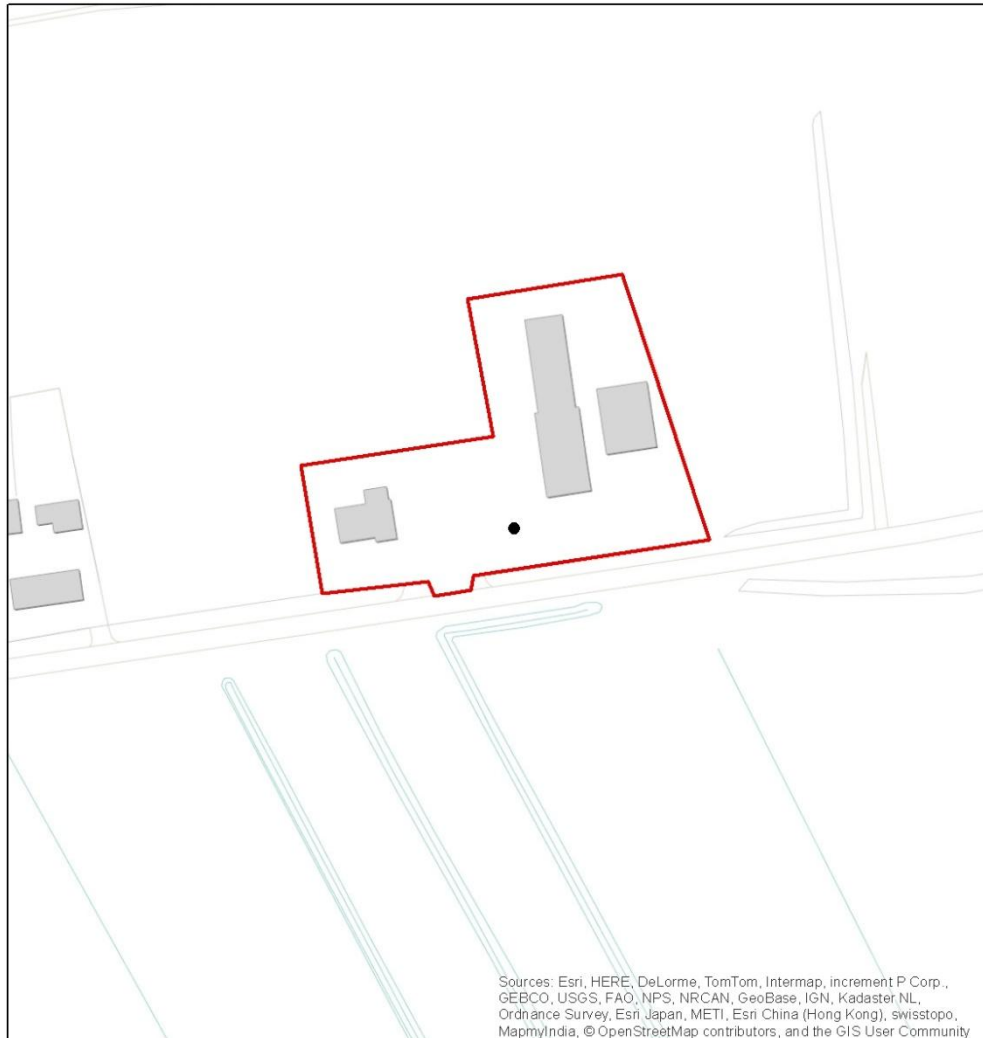 Sources: Esri, HERE, DeLorme, TomTom, Intermap, increment P Corp.,
GEBCO, USGS, FAO, NPS, NRCAN, GeoBase, IGN, Kadaster NL,
Ordnance Survey, Esri Japan, METI, Esri China (Hong Kong), swisstopo,
MapmyIndia, © OpenStreetMap contributors, and the GIS User Community